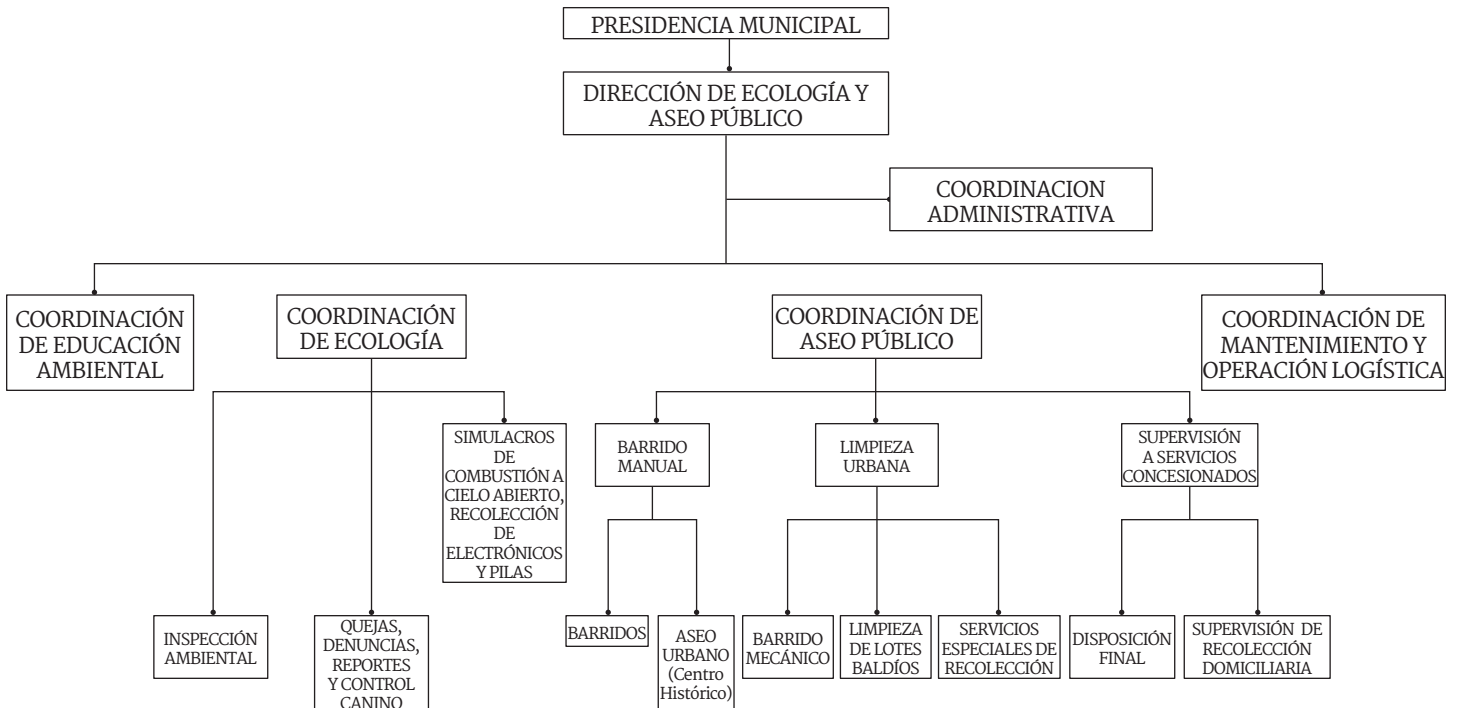 PRESIDENCIA MUNICIPAL
DIRECCIÓN DE ECOLOGÍA Y
ASEO PÚBLICO
COORDINACION
ADMINISTRATIVA
COORDINACIÓN
DE EDUCACIÓN
AMBIENTAL
COORDINACIÓN
DE ECOLOGÍA
COORDINACIÓN DE
ASEO PÚBLICO
COORDINACIÓN DE
MANTENIMIENTO Y
OPERACIÓN LOGÍSTICA
SIMULACROS
DE
COMBUSTIÓN A
CIELO ABIERTO,
RECOLECCIÓN
DE
ELECTRÓNICOS
Y PILAS
BARRIDO
MANUAL
LIMPIEZA
URBANA
SUPERVISIÓN
A SERVICIOS
CONCESIONADOS
INSPECCIÓN
AMBIENTAL
QUEJAS,
DENUNCIAS,
REPORTES
Y CONTROL
CANINO
BARRIDOS
ASEO
URBANO
(Centro
Histórico)
BARRIDO
MECÁNICO
LIMPIEZA
DE LOTES
BALDÍOS
SERVICIOS
ESPECIALES DE
RECOLECCIÓN
DISPOSICIÓN
FINAL
SUPERVISIÓN DE
RECOLECCIÓN
DOMICILIARIA